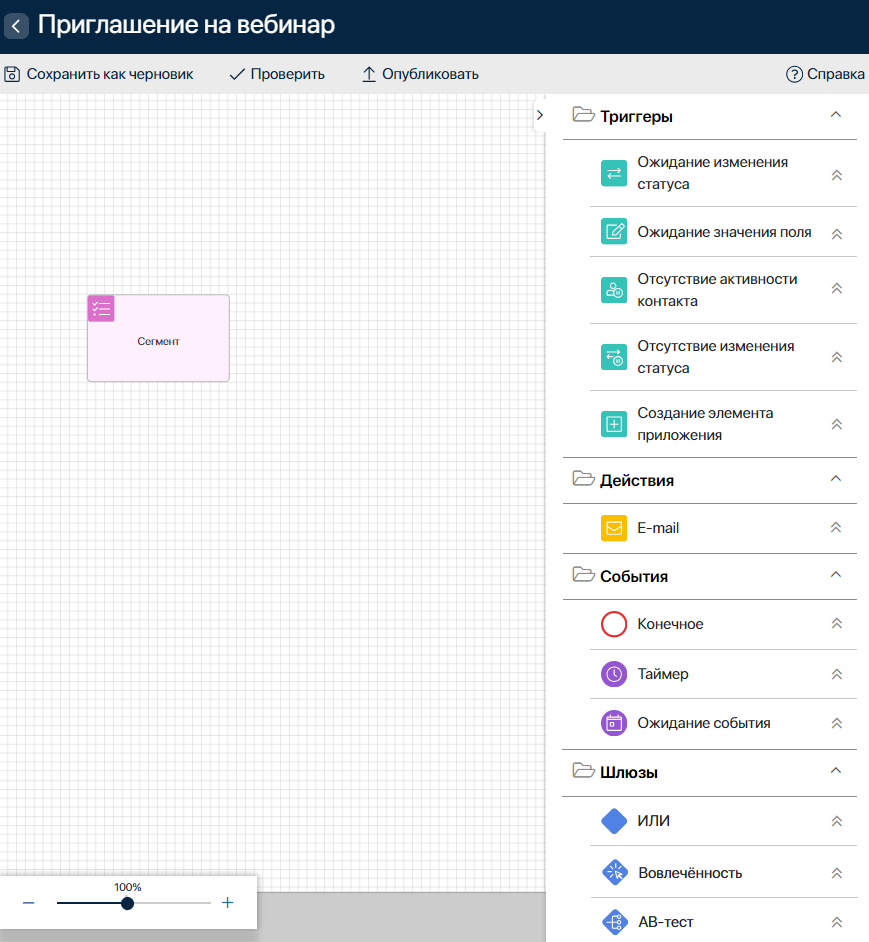 Приглашение на вебинар
Сохранить как черновик
Проверить
Опубликовать
Справка
Триггеры
Ожидание изменения
статуса
Ожидание значения поля
Отсутствие активности
контакта
Отсутствие изменения
статуса
Создание элемента
приложения
Действия
E-mail
События
Конечное
Таймер
Ожидание события
Шлюзы
ИЛИ
Вовлечённость
АВ-тест
Сегмент
100%